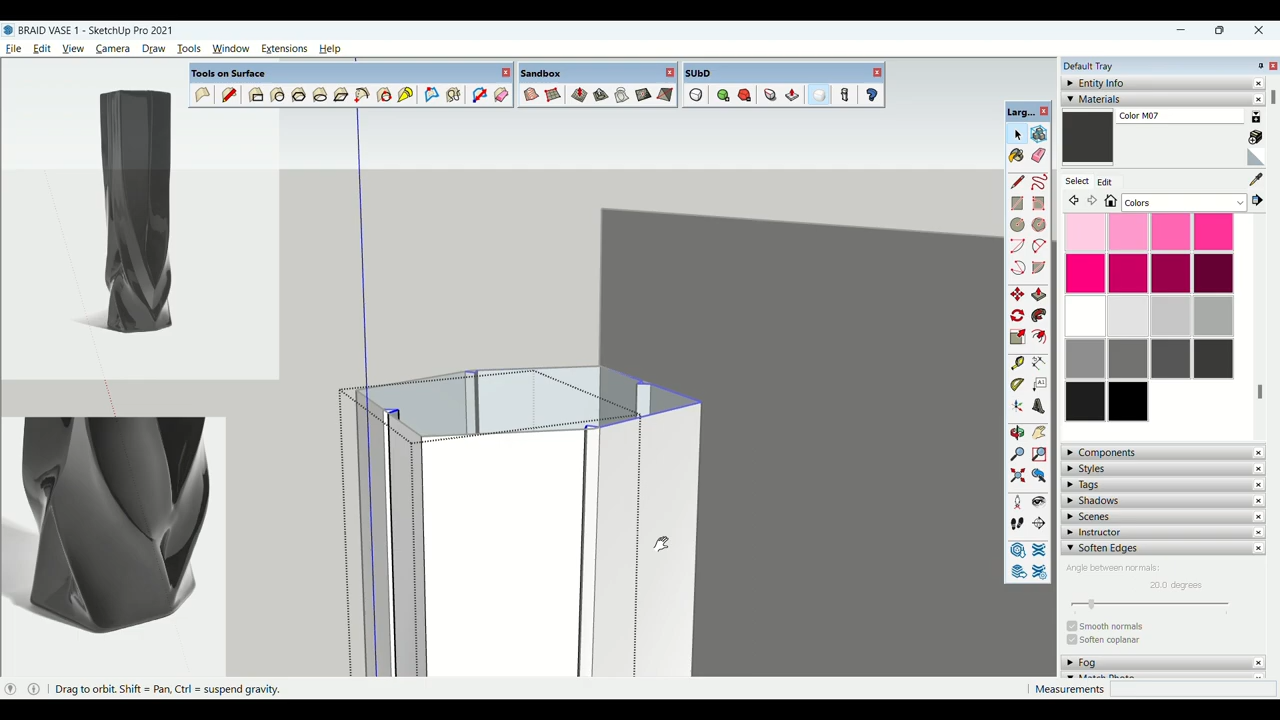 BRAID VASE 1 - SketchUp Pro 2021
File Edit View Camera Draw Tools Window Extensions Help
Tools on Surface
Sandbox
SUbD
Larg...
Default Tray
Entity Info
Materials
Color M07
Select Edit
Colors
Components
Styles
Tags
Shadows
Scenes
Instructor
Soften Edges
Angle between normals:
20.0 degrees
Smooth normals
Soften coplanar
Fog
Match Photo
Drag to orbit. Shift = Pan, Ctrl = suspend gravity.
Measurements